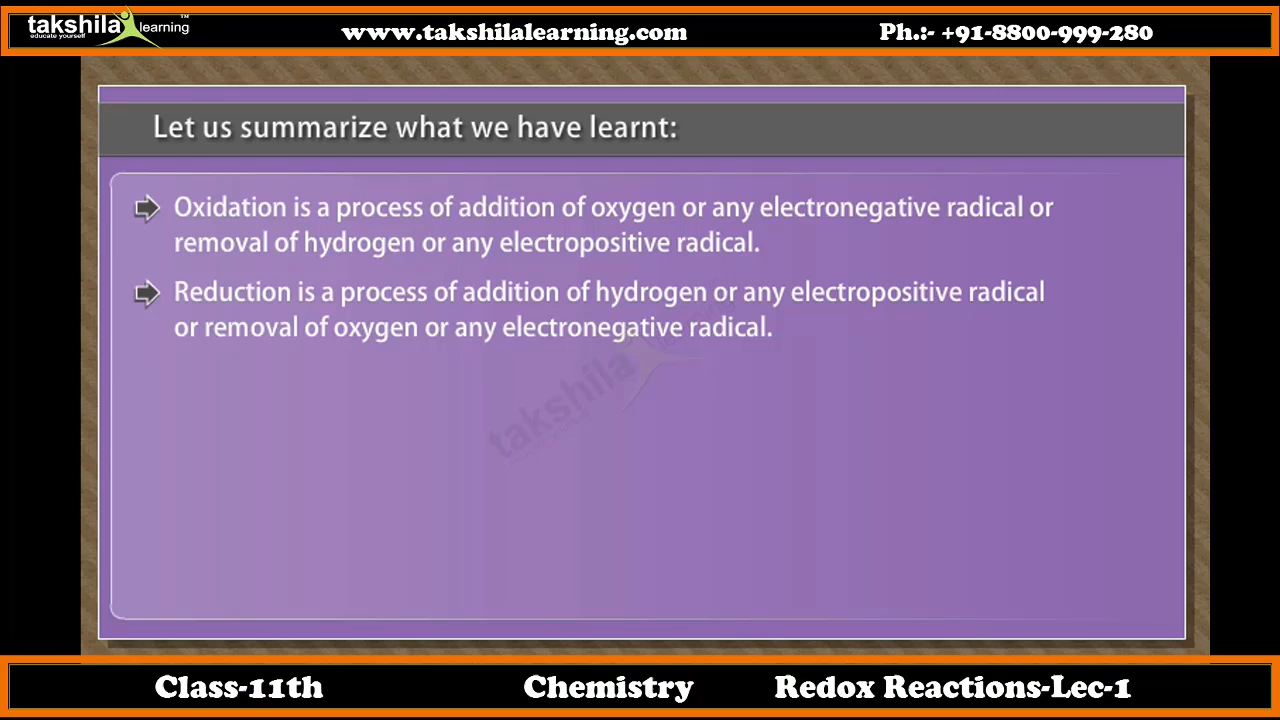 takshila learning™
educate yourself
www.takshilalearning.com
Ph.:- +91-8800-999-280
Let us summarize what we have learnt:
Oxidation is a process of addition of oxygen or any electronegative radical or
removal of hydrogen or any electropositive radical.
Reduction is a process of addition of hydrogen or any electropositive radical
or removal of oxygen or any electronegative radical.
takshila learning
Class-11th
Chemistry
Redox Reactions-Lec-1